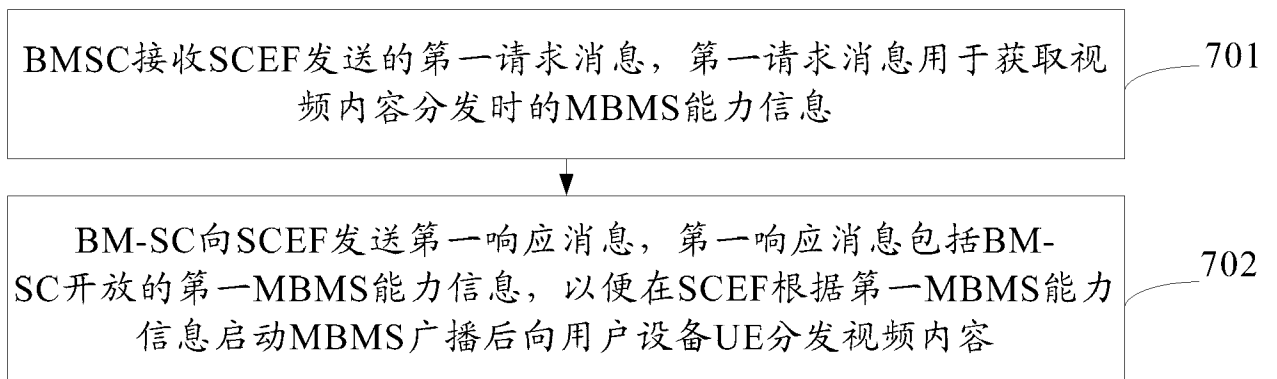 BMSC接收SCEF发送的第一请求消息，第一请求消息用于获取视
频内容分发时的MBMS能力信息
701
BM-SC向SCEF发送第一响应消息，第一响应消息包括BM-
SC开放的第一MBMS能力信息，以便在SCEF根据第一MBMS能力
信息启动MBMS广播后向用户设备UE分发视频内容
702